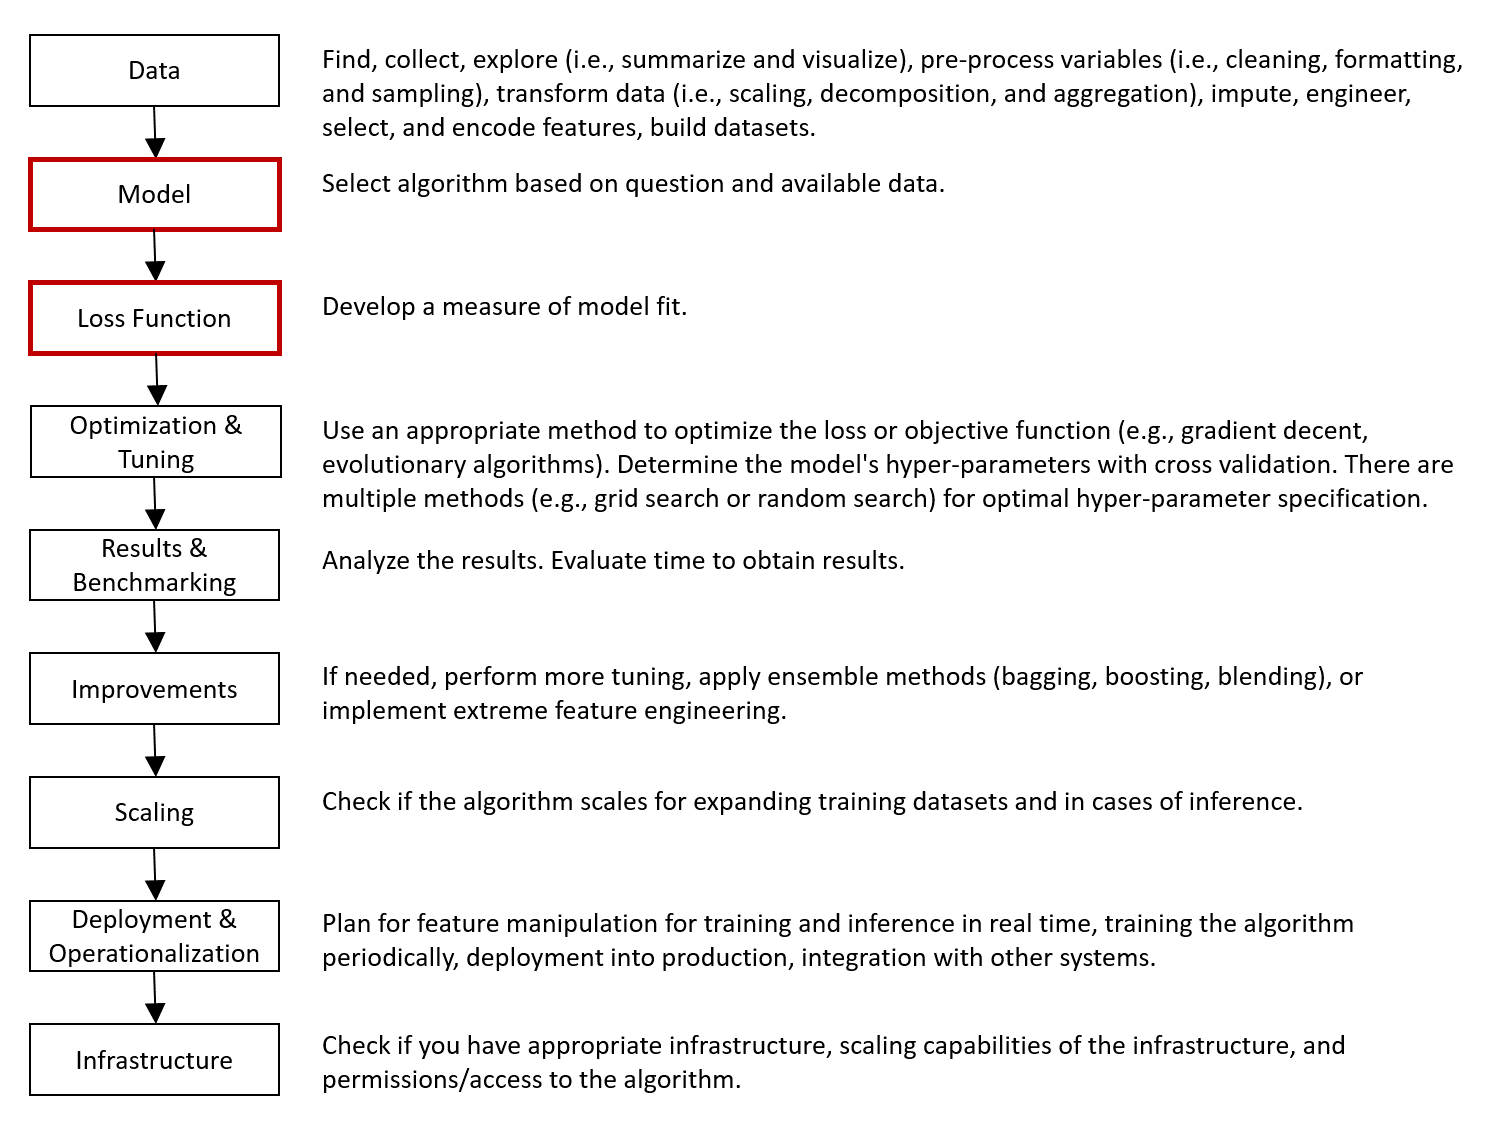 Data
Find, collect, explore (i.e., summarize and visualize), pre-process variables (i.e., cleaning, formatting,
and sampling), transform data (i.e., scaling, decomposition, and aggregation), impute, engineer,
select, and encode features, build datasets.
Model
Select algorithm based on question and available data.
Loss Function
Develop a measure of model fit.
Optimization &
Tuning
Use an appropriate method to optimize the loss or objective function (e.g., gradient decent,
evolutionary algorithms). Determine the model's hyper-parameters with cross validation. There are
multiple methods (e.g., grid search or random search) for optimal hyper-parameter specification.
Results &
Benchmarking
Analyze the results. Evaluate time to obtain results.
Improvements
If needed, perform more tuning, apply ensemble methods (bagging, boosting, blending), or
implement extreme feature engineering.
Scaling
Check if the algorithm scales for expanding training datasets and in cases of inference.
Deployment &
Operationalization
Plan for feature manipulation for training and inference in real time, training the algorithm
periodically, deployment into production, integration with other systems.
Infrastructure
Check if you have appropriate infrastructure, scaling capabilities of the infrastructure, and
permissions/access to the algorithm.